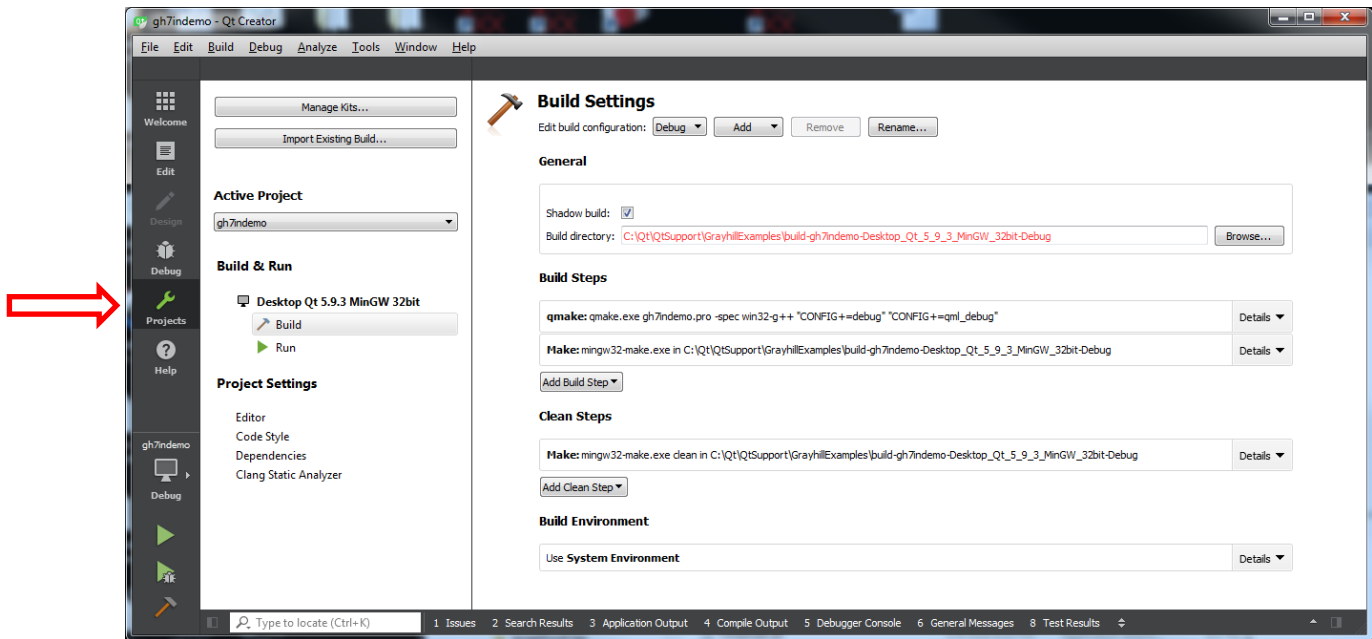 gh7indemo - Qt Creator
File Edit Build Debug Analyze Tools Window Help
Welcome
Edit
Design
Debug
Projects
Help
gh7indemo
Debug
Manage Kits...
Import Existing Build...
Active Project
gh7indemo
Build & Run
Desktop Qt 5.9.3 MinGW 32bit
Build
Run
Project Settings
Editor
Code Style
Dependencies
Clang Static Analyzer
Build Settings
Edit build configuration: Debug Add Remove Rename...
General
Shadow build:
Build directory: C:\Qt\QtSupport\GrayhillExamples\build-gh7indemo-Desktop_Qt_5_9_3_MinGW_32bit-Debug Browse...
Build Steps
qmake: qmake.exe gh7indemo.pro -spec win32-g++ "CONFIG+=debug" "CONFIG+=qml_debug" Details
Make: mingw32-make.exe in C:\Qt\QtSupport\GrayhillExamples\build-gh7indemo-Desktop_Qt_5_9_3_MinGW_32bit-Debug Details
Add Build Step
Clean Steps
Make: mingw32-make.exe clean in C:\Qt\QtSupport\GrayhillExamples\build-gh7indemo-Desktop_Qt_5_9_3_MinGW_32bit-Debug Details
Add Clean Step
Build Environment
Use System Environment Details
Type to locate (Ctrl+K) 1 Issues 2 Search Results 3 Application Output 4 Compile Output 5 Debugger Console 6 General Messages 8 Test Results